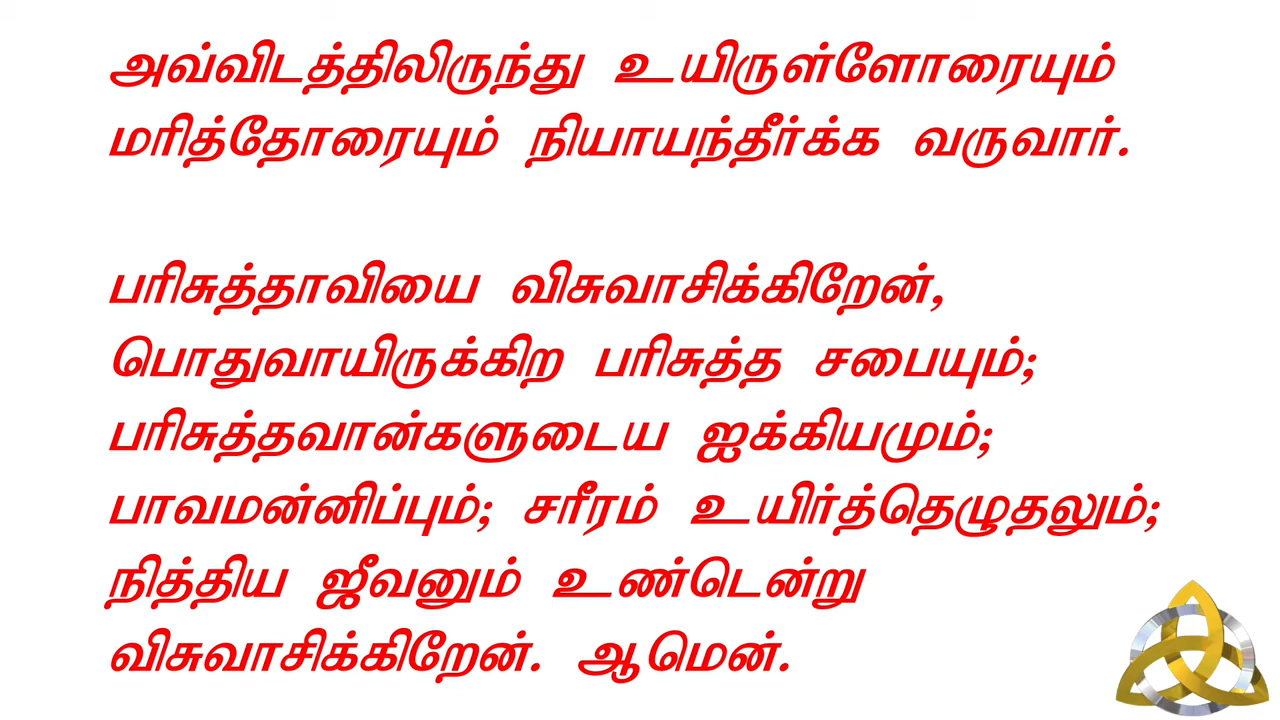 அவ்விடத்திலிருந்து உயிருள்ளோரையும்
மரித்தோரையும் நியாயந்தீர்க்க வருவார்.
பரிசுத்தாவியை விசுவாசிக்கிறேன்,
பொதுவாயிருக்கிற பரிசுத்த சபையும்;
பரிசுத்தவான்களுடைய ஐக்கியமும்;
பாவமன்னிப்பும்; சரீரம் உயிர்த்தெழுதலும்;
நித்திய ஜீவனும் உண்டென்று
விசுவாசிக்கிறேன். ஆமென்.